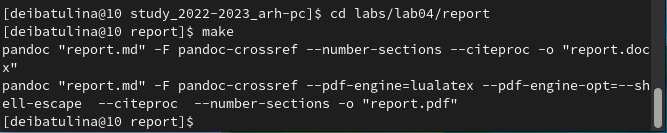 [deibatulina@10 study_2022-2023_arh-pc]$ cd labs/lab04/report
[deibatulina@10 report]$ make
pandoc "report.md" -F pandoc-crossref --number-sections --citeproc -o "report.doc
x"
pandoc "report.md" -F pandoc-crossref --pdf-engine=lualatex --pdf-engine-opt=--sh
ell-escape  --citeproc  --number-sections -o "report.pdf"
[deibatulina@10 report]$